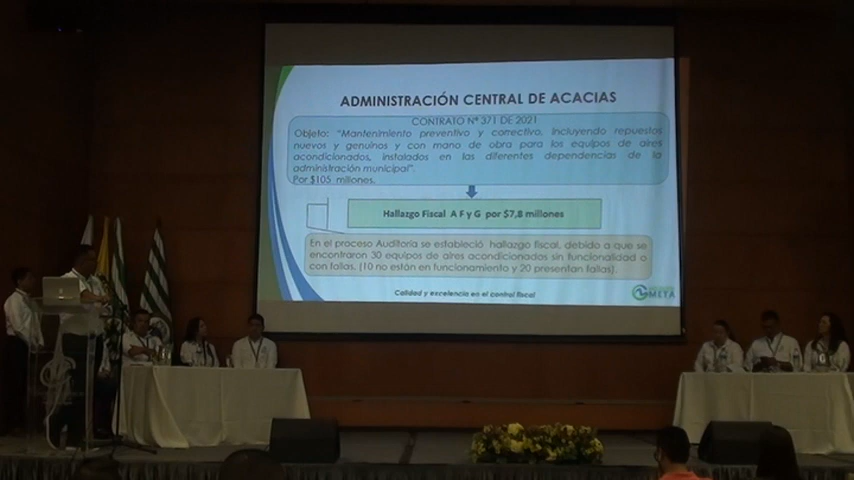 ADMINISTRACIÓN CENTRAL DE ACACIAS
CONTRATO Nº 371 DE 2021
Objeto: "Mantenimiento preventivo y correctivo, incluyendo repuestos
nuevos y genuinos y con mano de obra para los equipos de aires
acondicionados, instalados en las diferentes dependencias de la
administración municipal".
Por $105 millones.
Hallazgo Fiscal A F y G por $7,8 millones
En el proceso Auditoría se estableció hallazgo fiscal, debido a que se
encontraron 30 equipos de aires acondicionados sin funcionalidad o
con fallas. (10 no están en funcionamiento y 20 presentan fallas).
Calidad y excelencia en el control fiscal
META